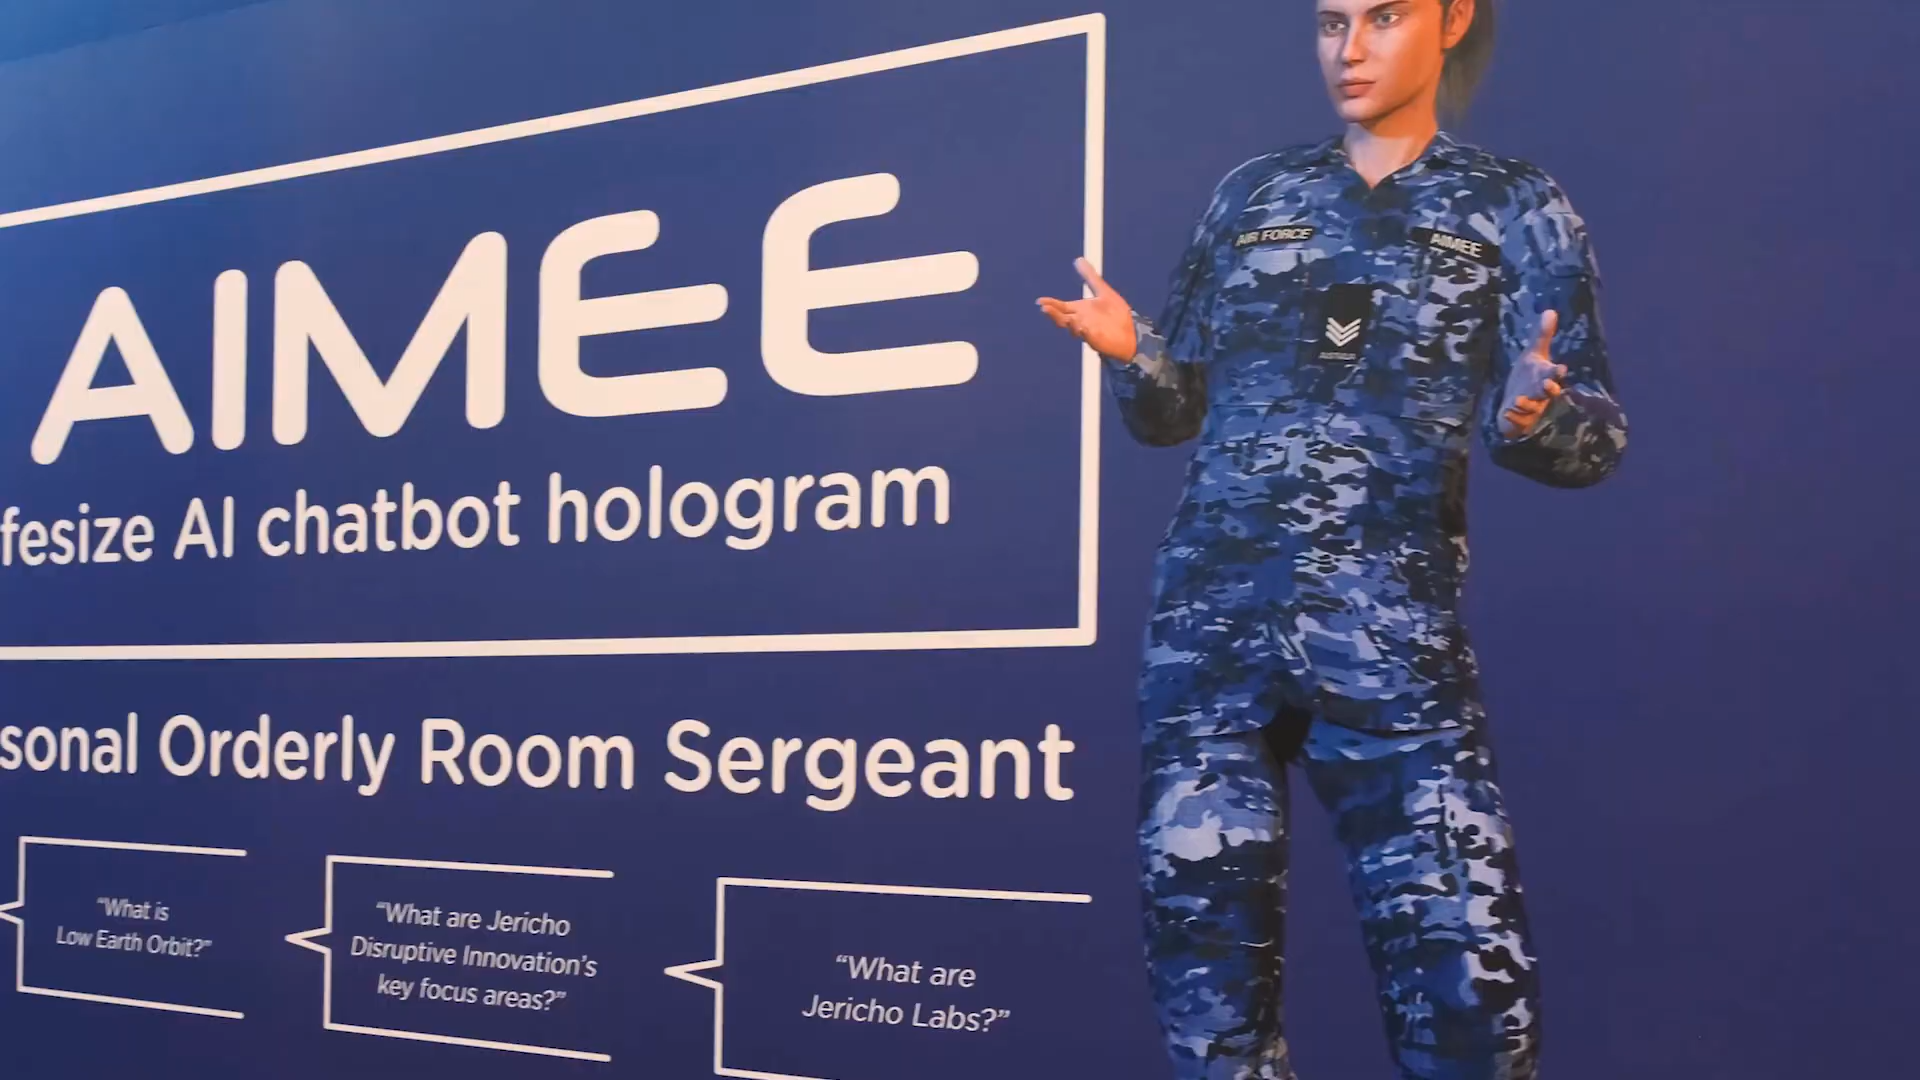 AIMEE
fesize AI chatbot hologram
sonal Orderly Room Sergeant
"What is
Low Earth Orbit?"
"What are Jericho
Disruptive Innovation's
key focus areas?"
"What are
Jericho Labs?"
AIR FORCE
AIMEE
AUSTRALIA